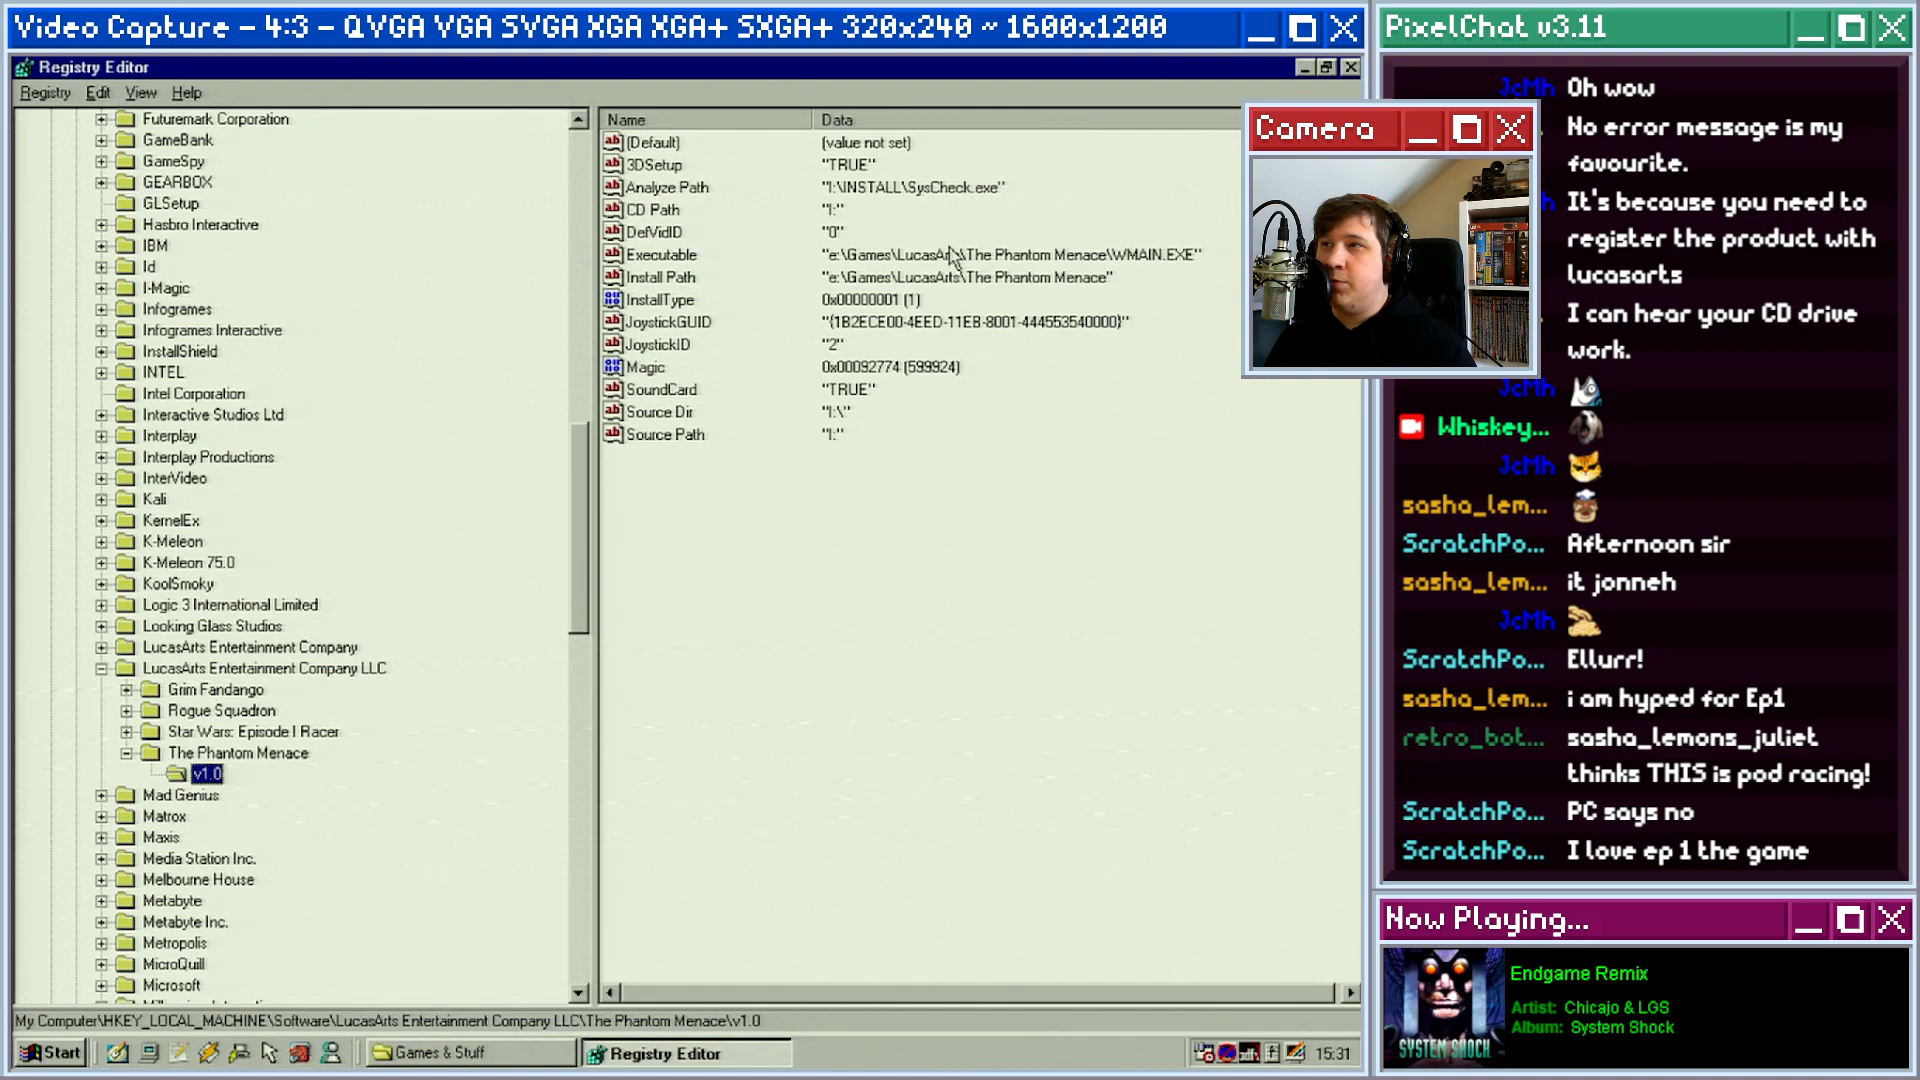 Video Capture - 4:3 - QVGA VGA SVGA XGA XGA+ SXGA+ 320x240 ~ 1600x1200
Registry Editor
Registry Edit View Help
Futuremark Corporation
GameBank
GameSpy
GEARBOX
GLSetup
Hasbro Interactive
IBM
Id
I-Magic
Infogrames
Infogrames Interactive
InstallShield
INTEL
Intel Corporation
Interactive Studios Ltd
Interplay
Interplay Productions
InterVideo
Kali
KernelEx
K-Meleon
K-Meleon 75.0
KoolSmoky
Logic 3 International Limited
Looking Glass Studios
LucasArts Entertainment Company
LucasArts Entertainment Company LLC
Grim Fandango
Rogue Squadron
Star Wars: Episode I Racer
The Phantom Menace
v1.0
Mad Genius
Matrox
Maxis
Media Station Inc.
Melbourne House
Metabyte
Metabyte Inc.
Metropolis
MicroQuill
Microsoft
Name Data
(Default) (value not set)
3DSetup "TRUE"
Analyze Path "I:\INSTALL\SysCheck.exe"
CD Path "I:"
DefVidID "0"
Executable "e:\Games\LucasArts\The Phantom Menace\WMAIN.EXE"
Install Path "e:\Games\LucasArts\The Phantom Menace"
InstallType 0x00000001 (1)
JoystickGUID "{1B2ECE00-4EED-11EB-8001-444553540000}"
JoystickID "2"
Magic 0x00092774 (599924)
SoundCard "TRUE"
Source Dir "I:\"
Source Path "I:"
My Computer\HKEY_LOCAL_MACHINE\Software\LucasArts Entertainment Company LLC\The Phantom Menace\v1.0
Start Games & Stuff Registry Editor 15:31
Camera
PixelChat v3.11
JcMh Oh wow
No error message is my
favourite.
It's because you need to
register the product with
lucasarts
I can hear your CD drive
work.
JcMh
Whiskey...
JcMh
sasha_lem...
ScratchPo... Afternoon sir
sasha_lem... it jonneh
JcMh
ScratchPo... Ellurr!
sasha_lem... i am hyped for Ep1
retro_bot... sasha_lemons_juliet
thinks THIS is pod racing!
ScratchPo... PC says no
ScratchPo... I love ep 1 the game
Now Playing...
SYSTEM SHOCK
Endgame Remix
Artist: Chicajo & LGS
Album: System Shock